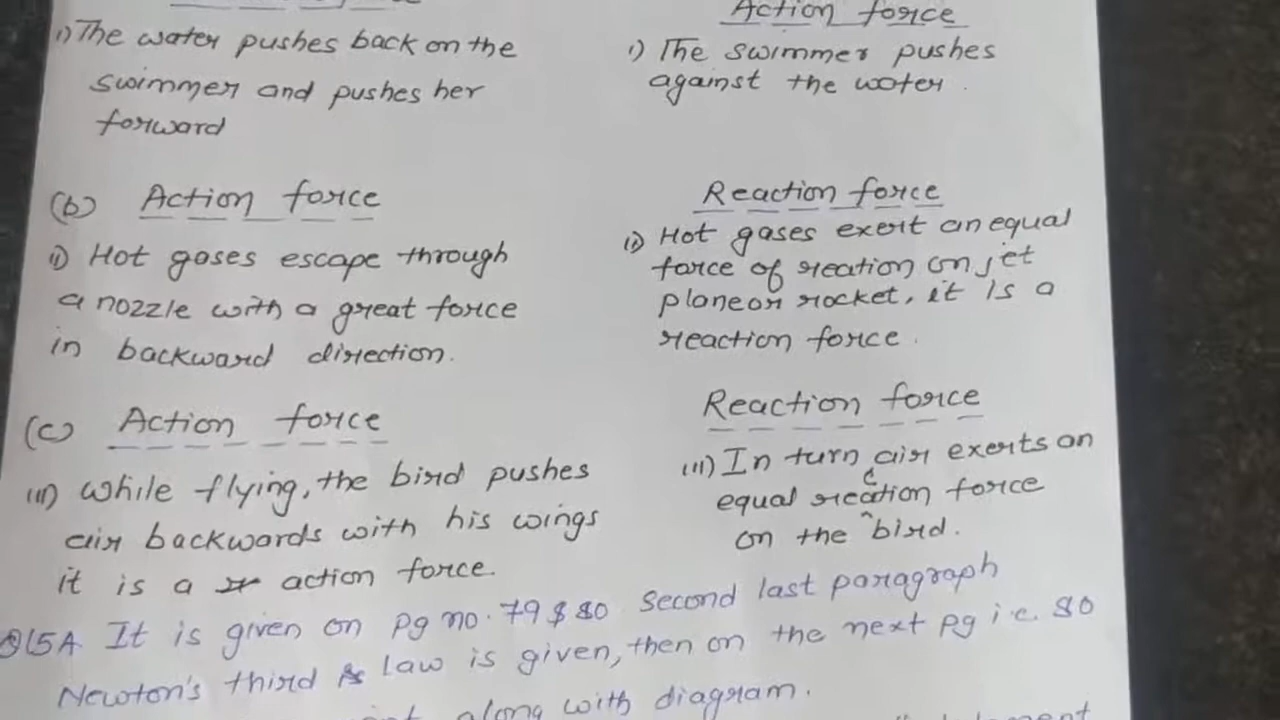 Action force
i) The water pushes back on the
swimmer and pushes her
forward
i) The swimmer pushes
against the water.
(b) Action force
ii) Hot gases escape through
a nozzle with a great force
in backward direction.
Reaction force
ii) Hot gases exert an equal
force of reation on jet
plane or rocket, it is a
reaction force.
(c) Action force
iii) While flying, the bird pushes
air backwards with his wings
it is a action force.
Reaction force
iii) In turn air exerts an
equal reaction force
on the bird.
Q15A It is given on pg no. 79 $ 80 second last paragraph
Newton's third law is given, then on the next pg i.e. 80
along with diagram.